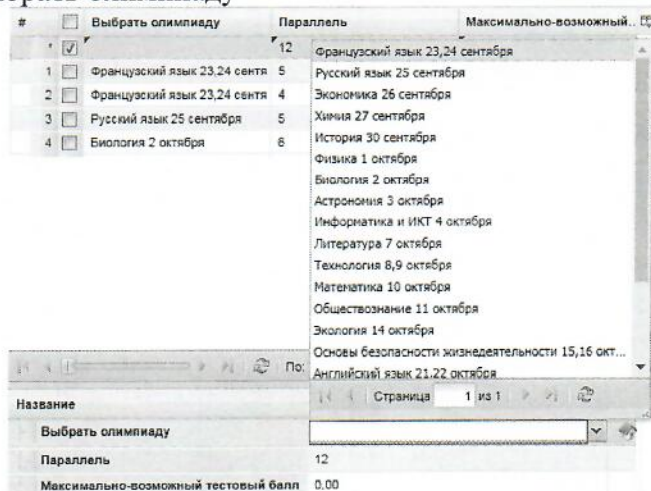 # Выбрать олимпиаду Параллель Максимально-возможный..
* 12
1 Французский язык 23,24 сентя 5
2 Французский язык 23,24 сентя 4
3 Русский язык 25 сентября 5
4 Биология 2 октября 6
Французский язык 23,24 сентября
Русский язык 25 сентября
Экономика 26 сентября
Химия 27 сентября
История 30 сентября
Физика 1 октября
Биология 2 октября
Астрономия 3 октября
Информатика и ИКТ 4 октября
Литература 7 октября
Технология 8,9 октября
Математика 10 октября
Обществознание 11 октября
Экология 14 октября
Основы безопасности жизнедеятельности 15,16 окт...
Английский язык 21,22 октября
По:
Страница 1 из 1
Название
Выбрать олимпиаду
Параллель 12
Максимально-возможный тестовый балл 0,00